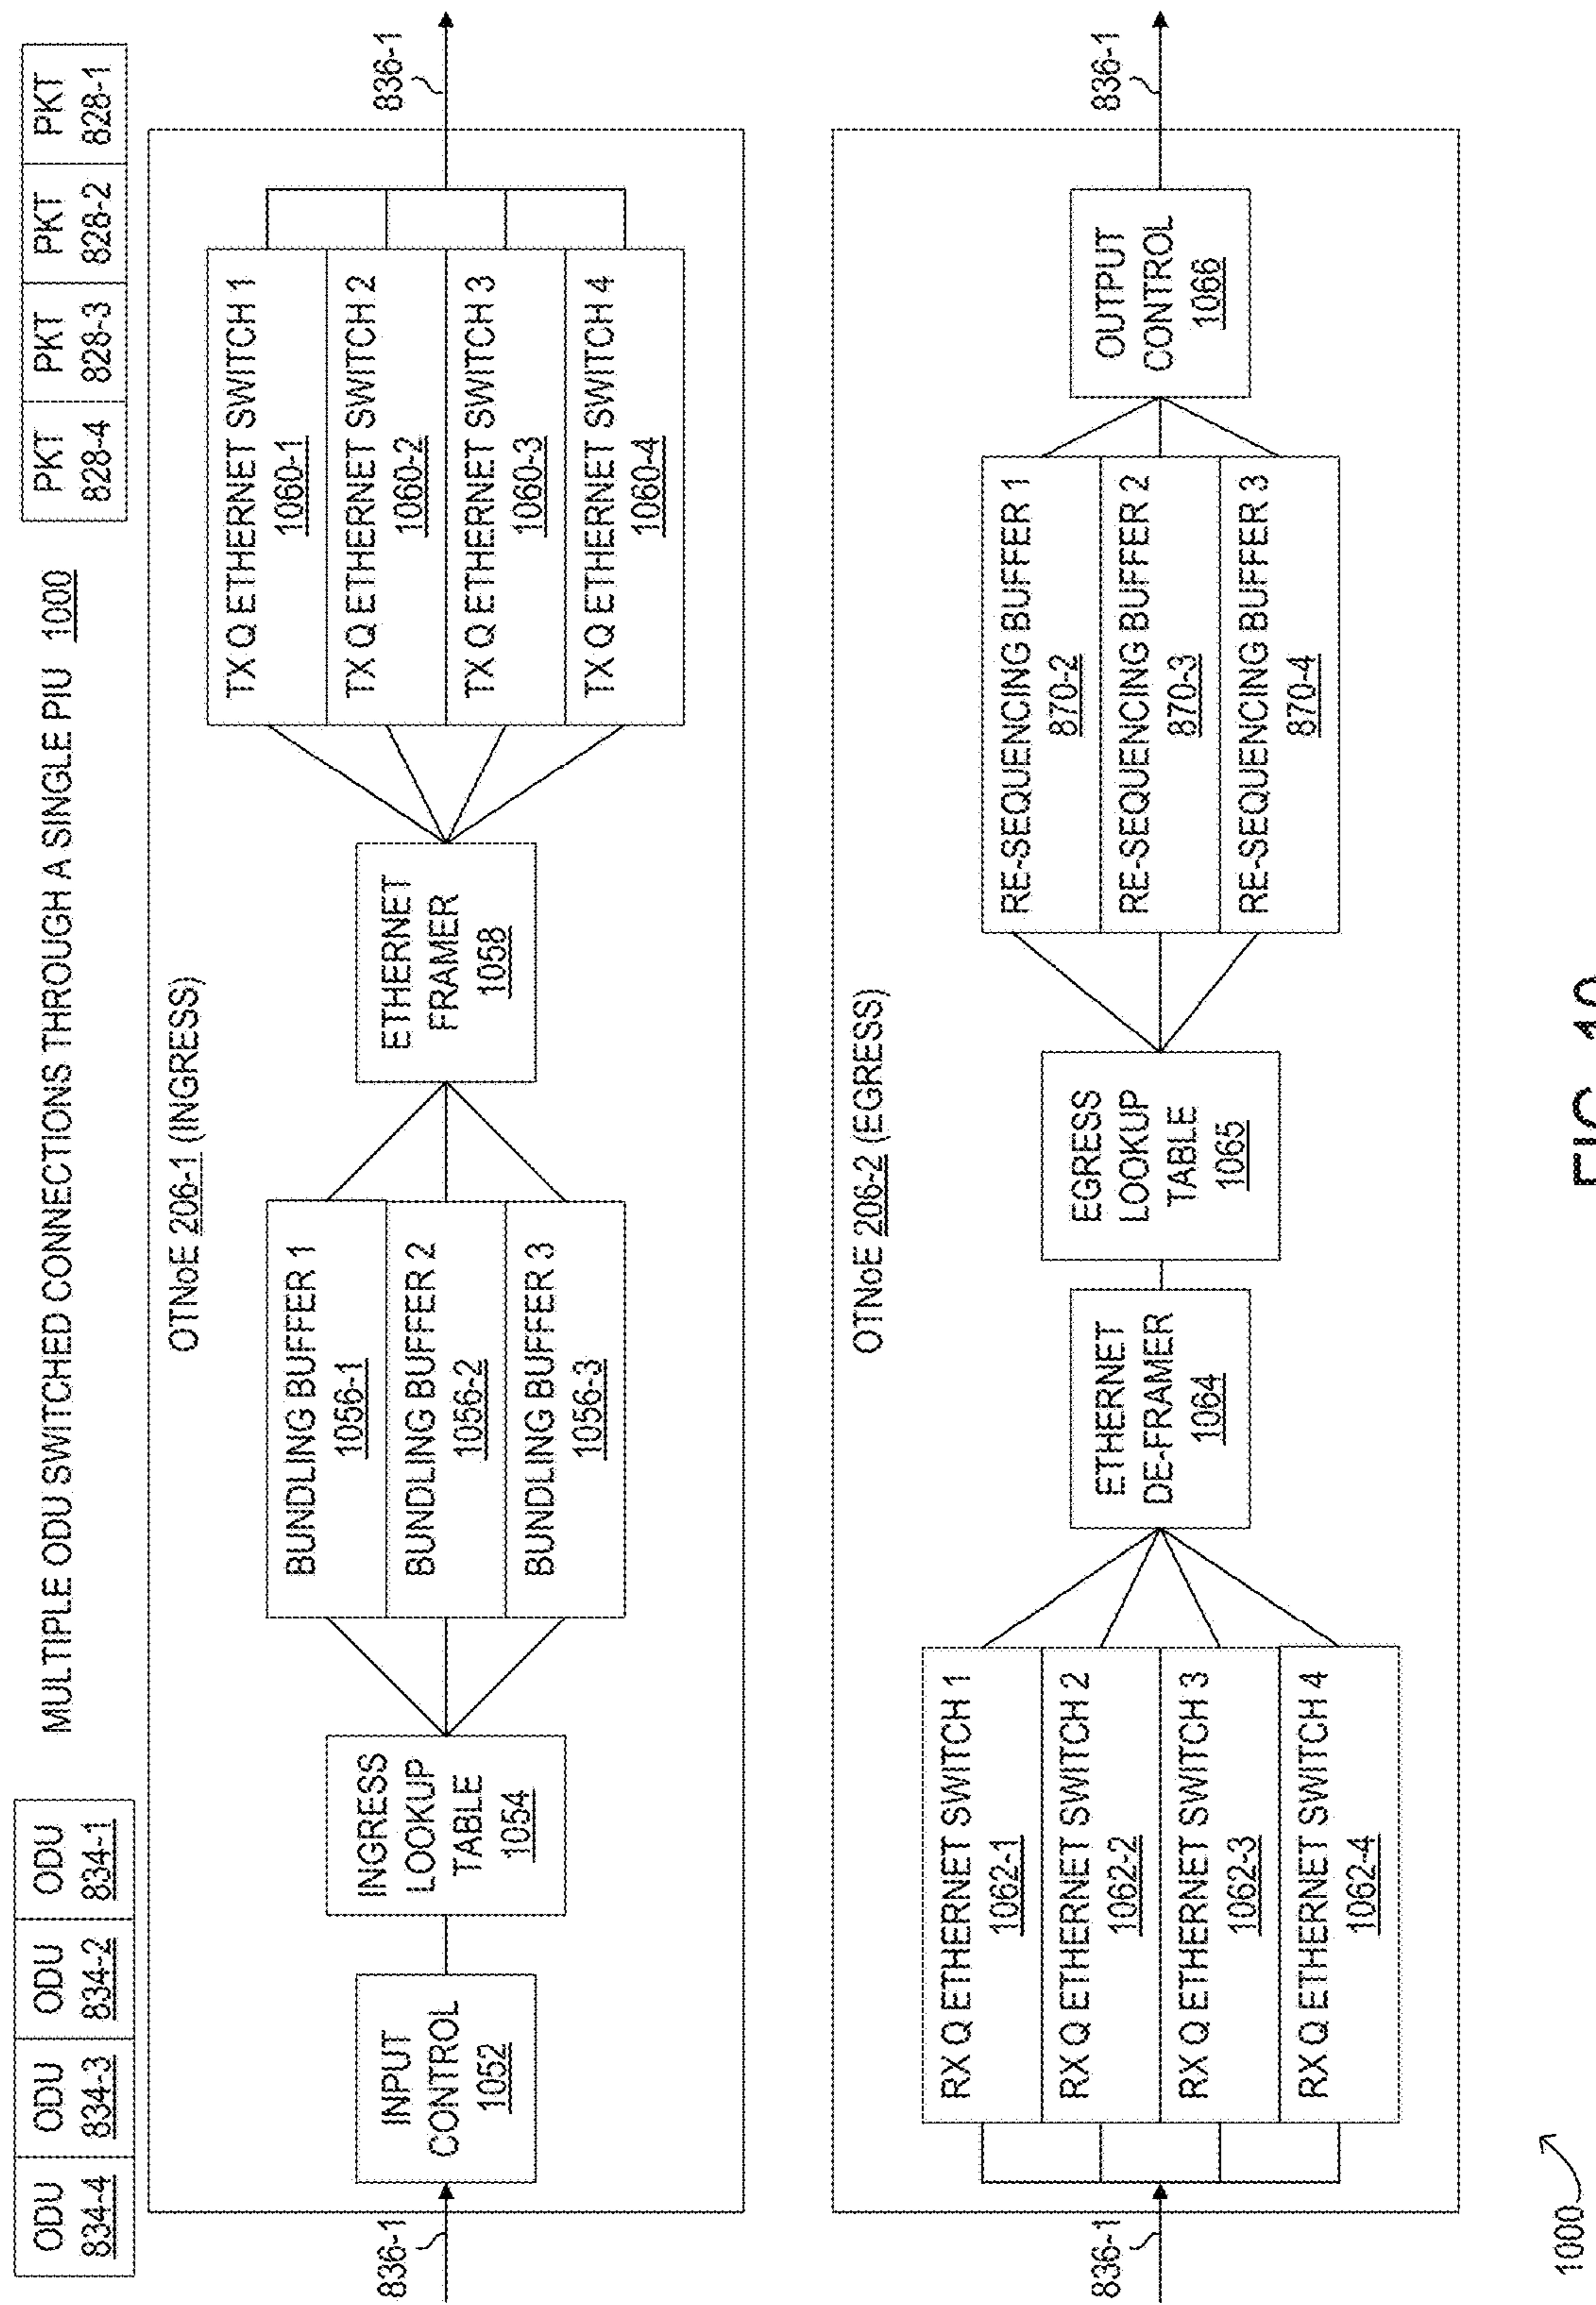 MULTIPLE ODU SWITCHED CONNECTIONS THROUGH A SINGLE PIU 1000
ODU
834-4
ODU
834-3
ODU
834-2
ODU
834-1
PKT
828-4
PKT
828-3
PKT
828-2
PKT
828-1
OTNoE 206-1 (INGRESS)
836-1
INPUT
CONTROL
1052
INGRESS
LOOKUP
TABLE
1054
BUNDLING BUFFER 1
1056-1
BUNDLING BUFFER 2
1056-2
BUNDLING BUFFER 3
1056-3
ETHERNET
FRAMER
1058
TX Q ETHERNET SWITCH 1
1060-1
TX Q ETHERNET SWITCH 2
1060-2
TX Q ETHERNET SWITCH 3
1060-3
TX Q ETHERNET SWITCH 4
1060-4
836-1
OTNoE 206-2 (EGRESS)
836-1
RX Q ETHERNET SWITCH 1
1062-1
RX Q ETHERNET SWITCH 2
1062-2
RX Q ETHERNET SWITCH 3
1062-3
RX Q ETHERNET SWITCH 4
1062-4
ETHERNET
DE-FRAMER
1064
EGRESS
LOOKUP
TABLE
1065
RE-SEQUENCING BUFFER 1
870-2
RE-SEQUENCING BUFFER 2
870-3
RE-SEQUENCING BUFFER 3
870-4
OUTPUT
CONTROL
1066
836-1
1000
FIG. 10